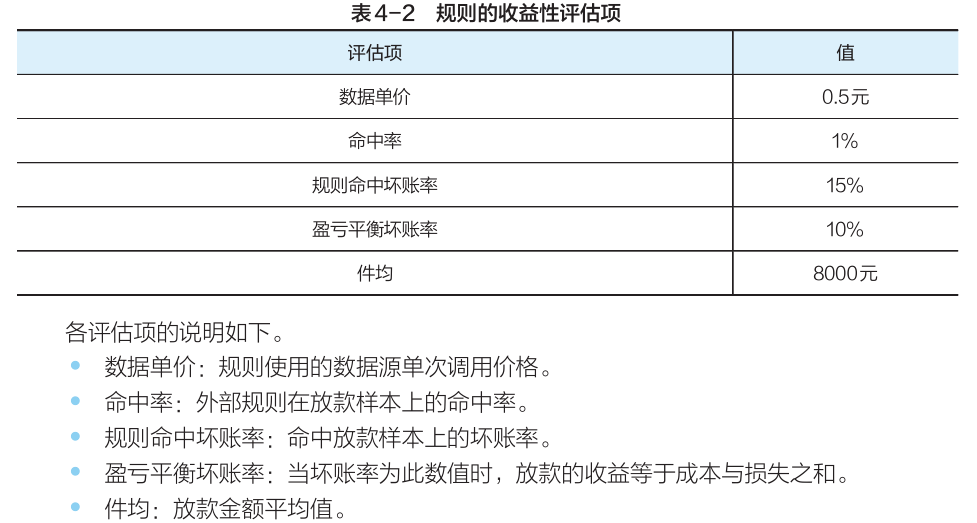 表4-2 规则的收益性评估项
评估项 值
数据单价 0.5元
命中率 1%
规则命中坏账率 15%
盈亏平衡坏账率 10%
件均 8000元
各评估项的说明如下。
• 数据单价：规则使用的数据源单次调用价格。
• 命中率：外部规则在放款样本上的命中率。
• 规则命中坏账率：命中放款样本上的坏账率。
• 盈亏平衡坏账率：当坏账率为此数值时，放款的收益等于成本与损失之和。
• 件均：放款金额平均值。